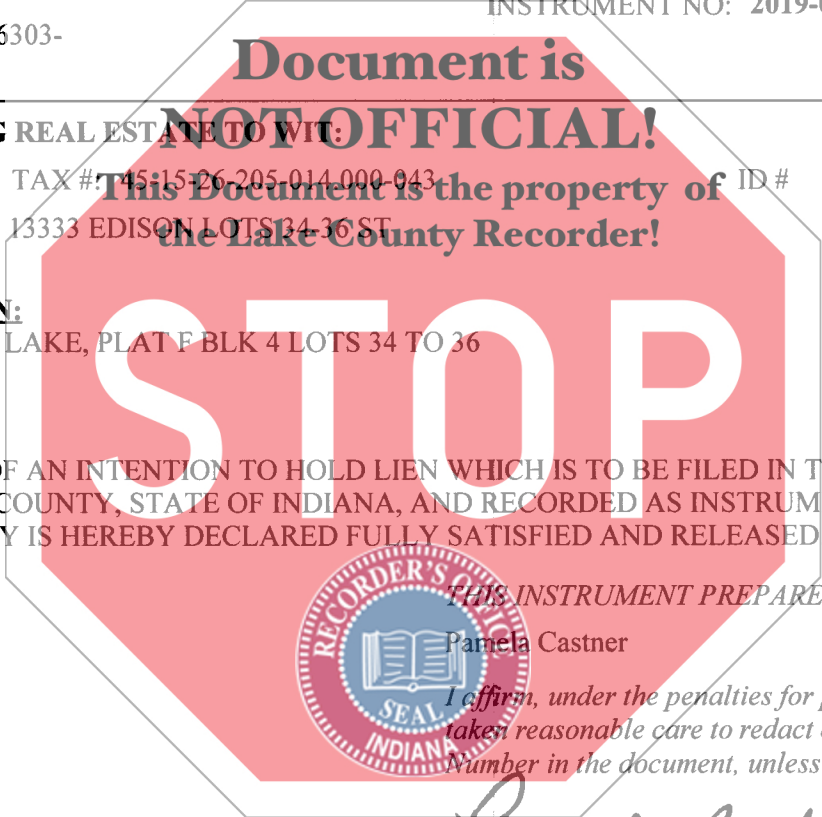 INSTRUMENT NO: 2019-0
6303-
Document is
NOT OFFICIAL!
G REAL ESTATE TO WIT:
TAX #: 45-15-26-205-014.000-043 ID #
This Document is the property of
13333 EDISON LOTS 34-36 ST
the Lake County Recorder!
N:
LAKE, PLAT F BLK 4 LOTS 34 TO 36
STOP
OF AN INTENTION TO HOLD LIEN WHICH IS TO BE FILED IN T
COUNTY, STATE OF INDIANA, AND RECORDED AS INSTRUM
Y IS HEREBY DECLARED FULLY SATISFIED AND RELEASED
RECORDER'S OFFIC
SEAL
INDIANA
THIS INSTRUMENT PREPARE
Pamela Castner
I affirm, under the penalties for
taken reasonable care to redact
Number in the document, unless